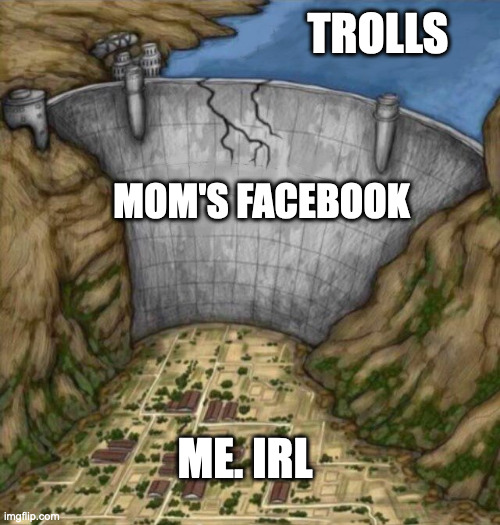 TROLLS
MOM'S FACEBOOK
ME. IRL
imgflip.com